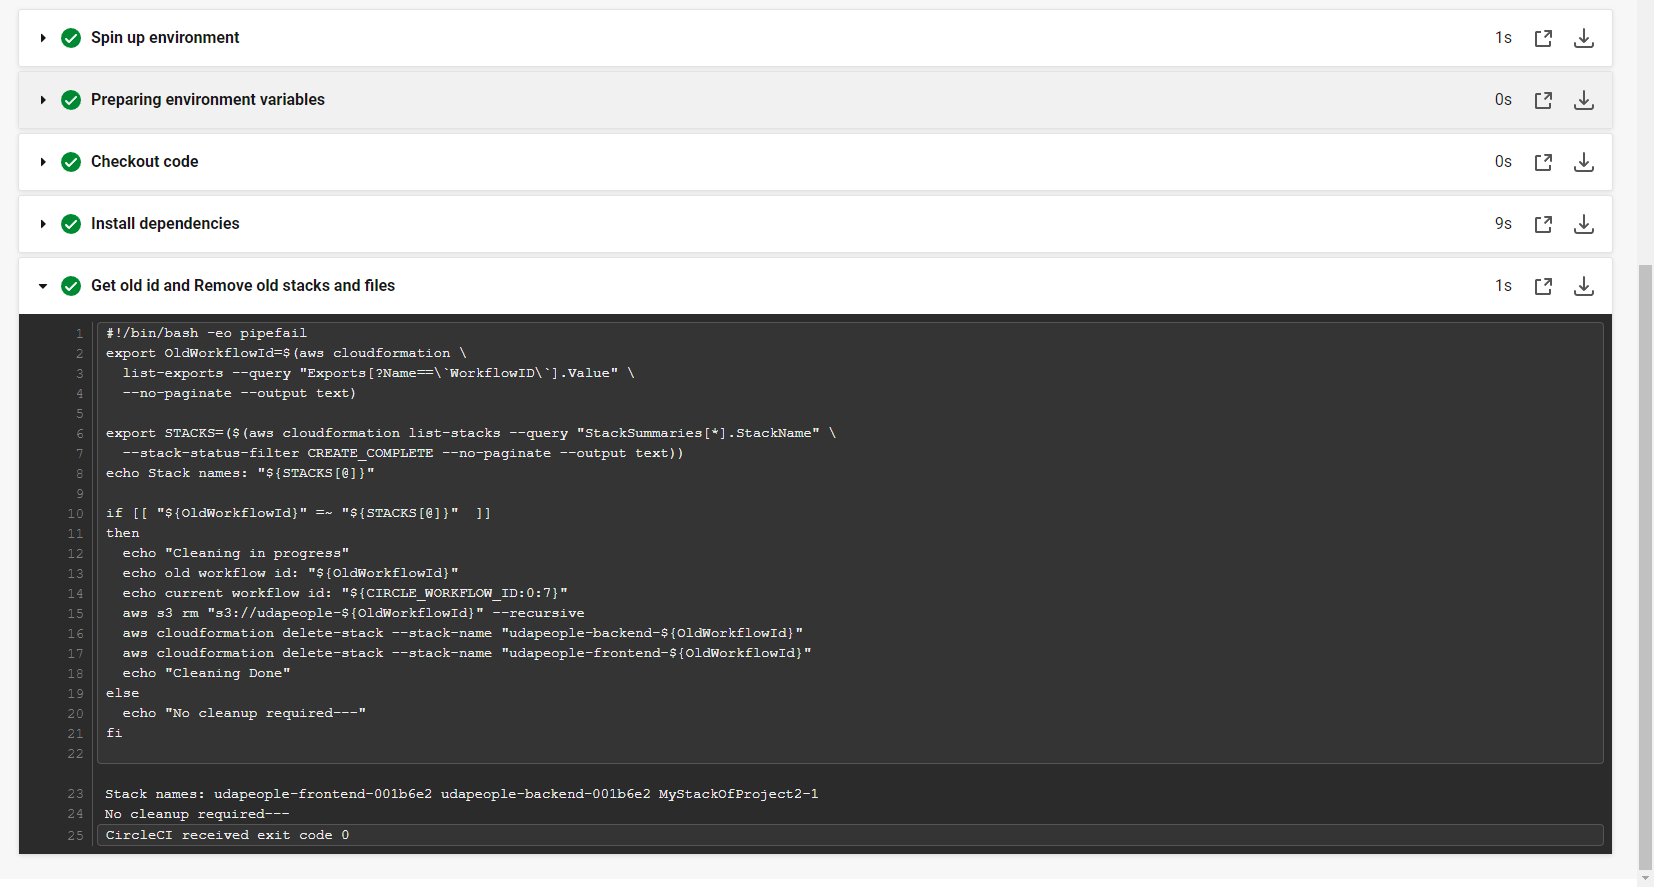 Spin up environment 1s
Preparing environment variables 0s
Checkout code 0s
Install dependencies 9s
Get old id and Remove old stacks and files 1s
1 #!/bin/bash -eo pipefail
2 export OldWorkflowId=$(aws cloudformation \
3   list-exports --query "Exports[?Name==\`WorkflowID\`].Value" \
4   --no-paginate --output text)
5
6 export STACKS=($(aws cloudformation list-stacks --query "StackSummaries[*].StackName" \
7   --stack-status-filter CREATE_COMPLETE --no-paginate --output text))
8 echo Stack names: "${STACKS[@]}"
9
10 if [[ "${OldWorkflowId}" =~ "${STACKS[@]}"  ]]
11 then
12   echo "Cleaning in progress"
13   echo old workflow id: "${OldWorkflowId}"
14   echo current workflow id: "${CIRCLE_WORKFLOW_ID:0:7}"
15   aws s3 rm "s3://udapeople-${OldWorkflowId}" --recursive
16   aws cloudformation delete-stack --stack-name "udapeople-backend-${OldWorkflowId}"
17   aws cloudformation delete-stack --stack-name "udapeople-frontend-${OldWorkflowId}"
18   echo "Cleaning Done"
19 else
20   echo "No cleanup required---"
21 fi
22
23 Stack names: udapeople-frontend-001b6e2 udapeople-backend-001b6e2 MyStackOfProject2-1
24 No cleanup required---
25 CircleCI received exit code 0